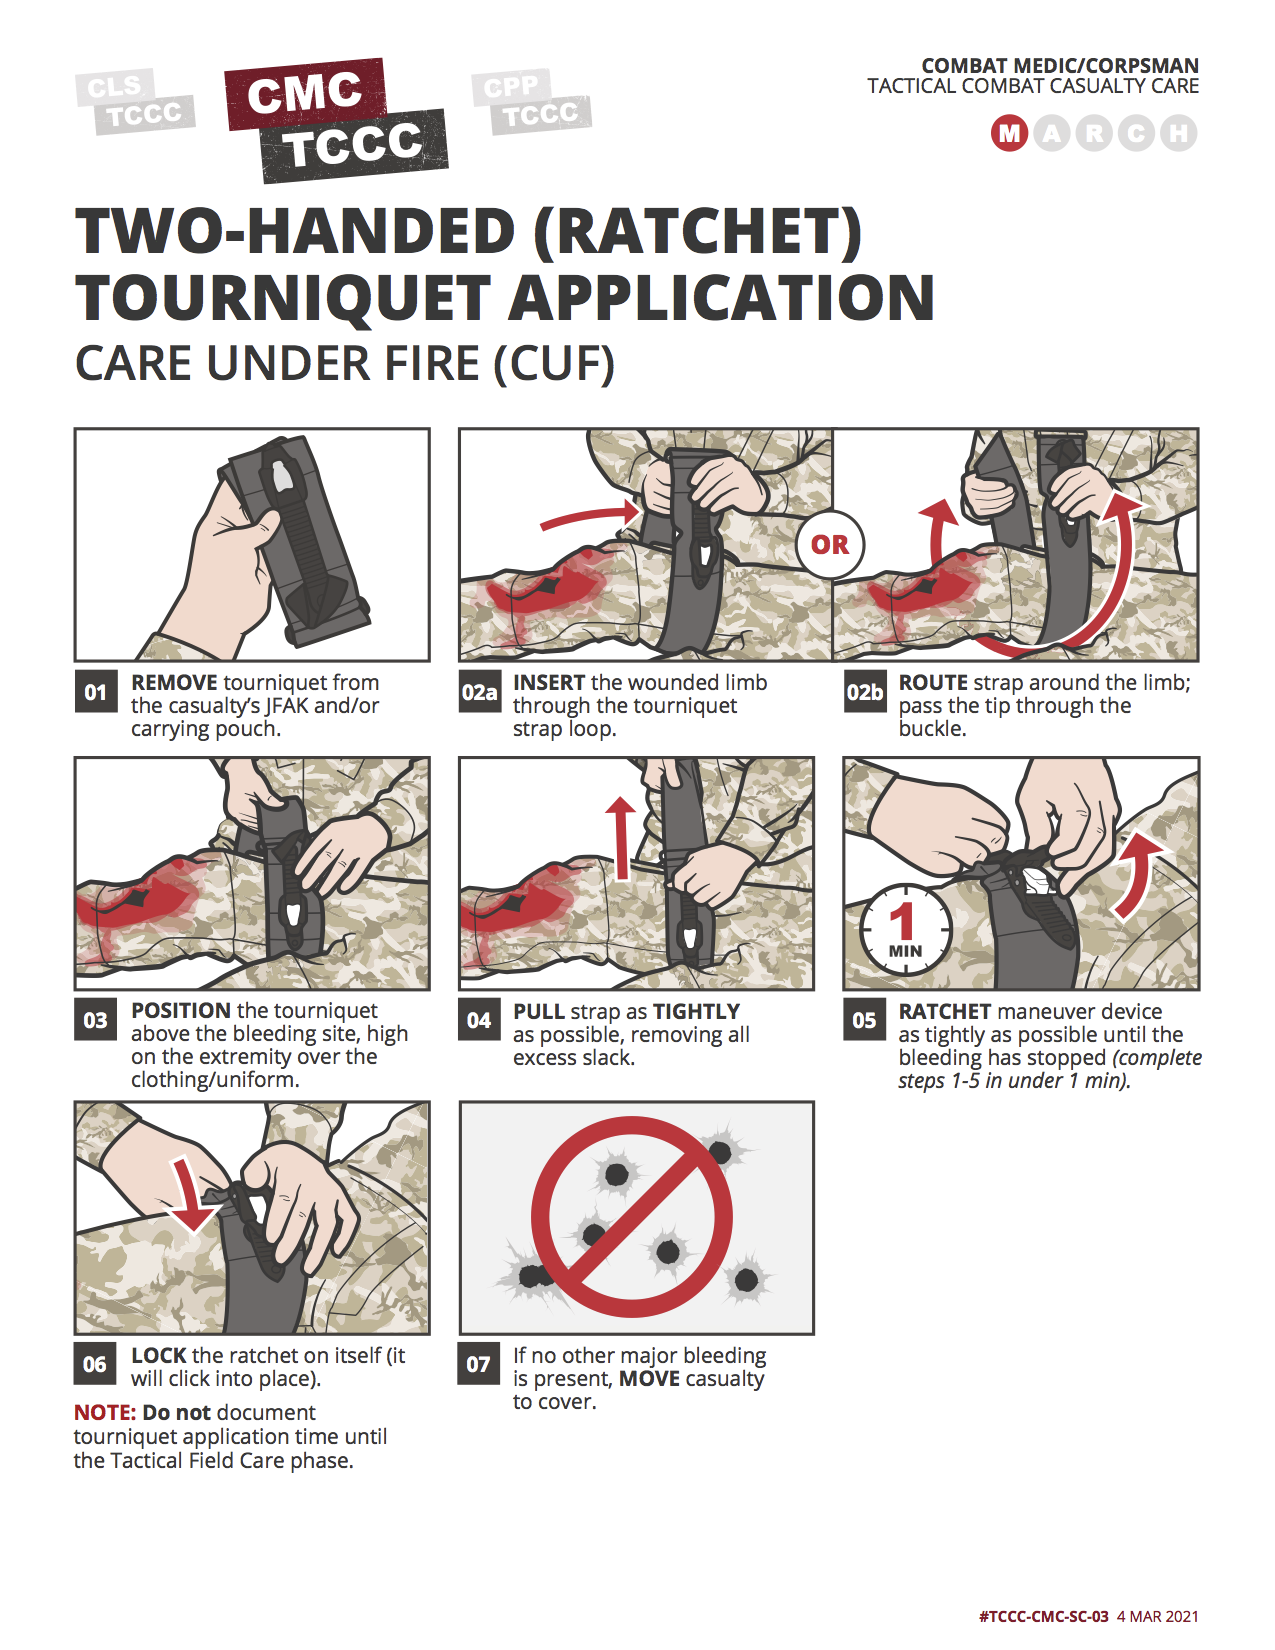 CLS
TCCC
CMC
TCCC
CPP
TCCC
COMBAT MEDIC/CORPSMAN
TACTICAL COMBAT CASUALTY CARE
M A R C H
TWO-HANDED (RATCHET)
TOURNIQUET APPLICATION
CARE UNDER FIRE (CUF)
OR
01
REMOVE tourniquet from
the casualty's JFAK and/or
carrying pouch.
02a
INSERT the wounded limb
through the tourniquet
strap loop.
02b
ROUTE strap around the limb;
pass the tip through the
buckle.
03
POSITION the tourniquet
above the bleeding site, high
on the extremity over the
clothing/uniform.
04
PULL strap as TIGHTLY
as possible, removing all
excess slack.
1
MIN
05
RATCHET maneuver device
as tightly as possible until the
bleeding has stopped (complete
steps 1-5 in under 1 min).
06
LOCK the ratchet on itself (it
will click into place).
NOTE: Do not document
tourniquet application time until
the Tactical Field Care phase.
07
If no other major bleeding
is present, MOVE casualty
to cover.
#TCCC-CMC-SC-03 4 MAR 2021